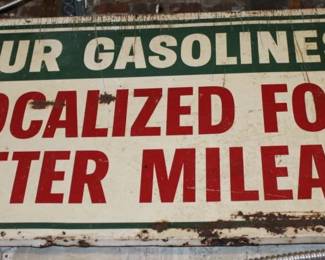 UR GASOLINES
OCALIZED FO
TTER MILEA